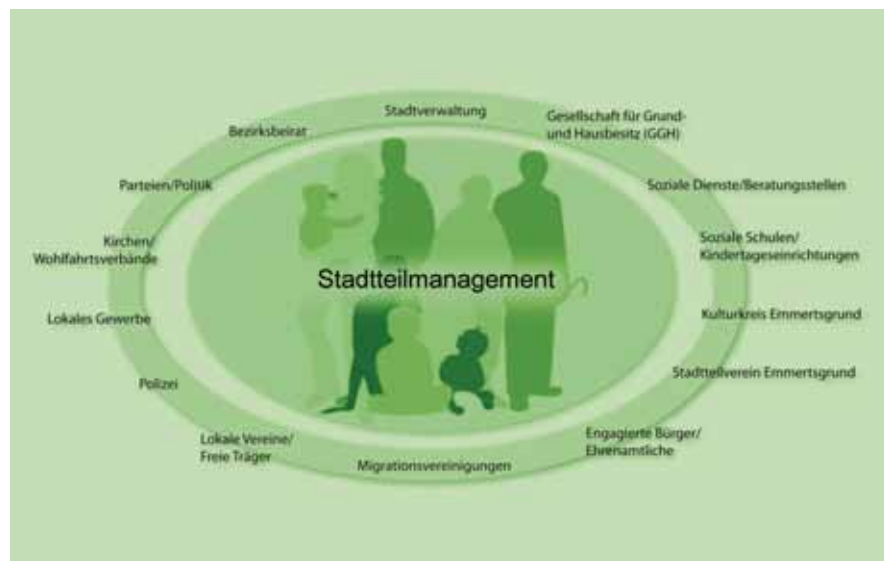 Stadtverwaltung
Gesellschaft für Grund-
und Hausbesitz (GGH)
Soziale Dienste/Beratungsstellen
Soziale Schulen/
Kindertageseinrichtungen
Kulturkreis Emmertsgrund
Stadtteilverein Emmertsgrund
Engagierte Bürger/
Ehrenamtliche
Migrationsvereinigungen
Lokale Vereine/
Freie Träger
Polizei
Lokales Gewerbe
Kirchen/
Wohlfahrtsverbände
Parteien/Politik
Bezirksbeirat
Stadtteilmanagement